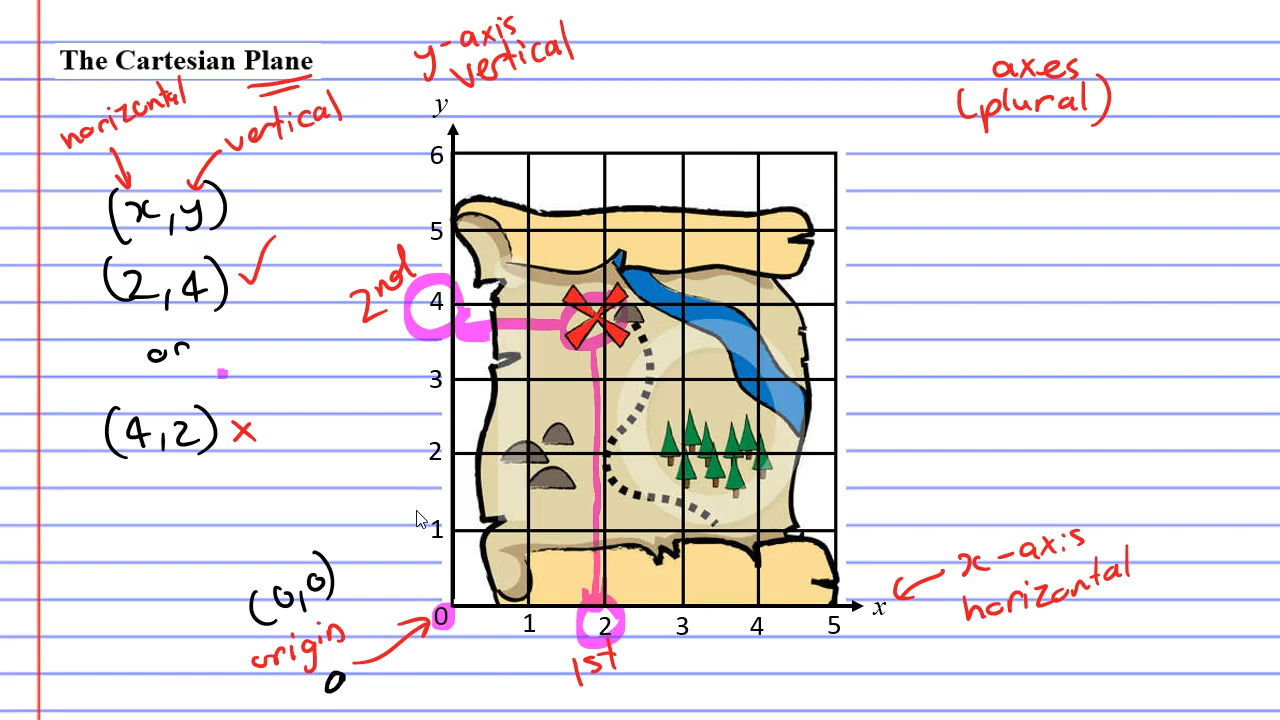 The Cartesian Plane
horizontal
vertical
(x,y)
(2,4) ✓
or
(4,2) ×
(0,0)
origin
0
y-axis
vertical
y
6
5
4
3
2
1
0
1
2
3
4
5
x
2nd
1st
axes
(plural)
x-axis
horizontal